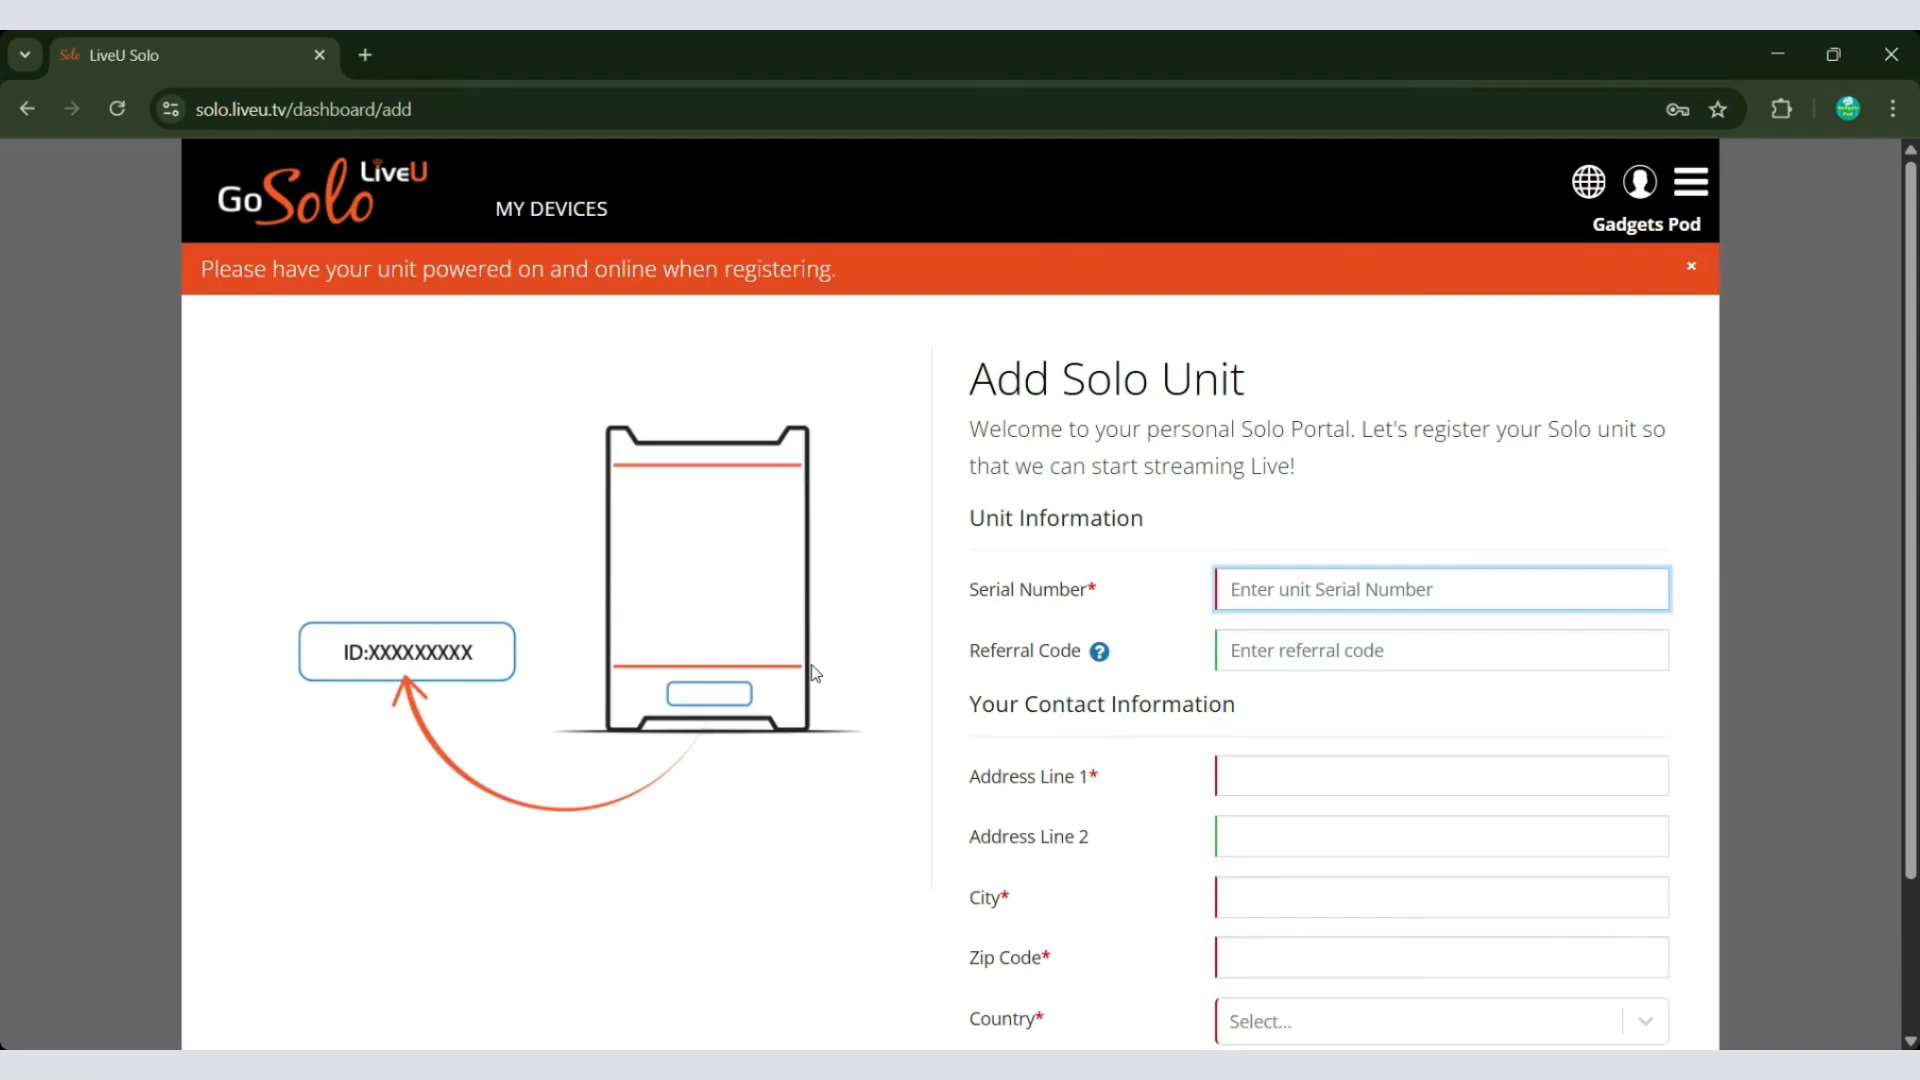 Solo LiveU Solo
solo.liveu.tv/dashboard/add
Go Solo LiveU
MY DEVICES
Gadgets Pod
Please have your unit powered on and online when registering.
Add Solo Unit
Welcome to your personal Solo Portal. Let's register your Solo unit so
that we can start streaming Live!
Unit Information
Serial Number*
Enter unit Serial Number
Referral Code ?
Enter referral code
ID:XXXXXXXXX
Your Contact Information
Address Line 1*
Address Line 2
City*
Zip Code*
Country*
Select...